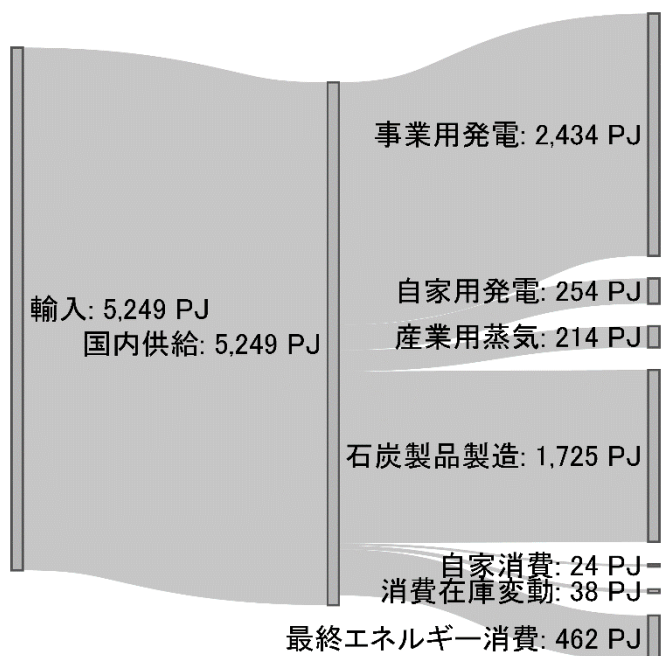 事業用発電: 2,434 PJ
自家用発電: 254 PJ
輸入: 5,249 PJ
産業用蒸気: 214 PJ
国内供給: 5,249 PJ
石炭製品製造: 1,725 PJ
自家消費: 24 PJ
消費在庫変動: 38 PJ
最終エネルギー消費: 462 PJ